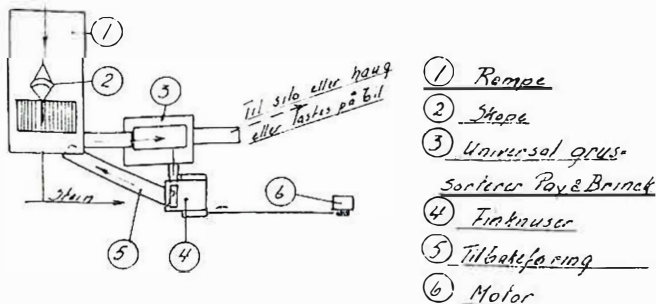 1
2
3
Til silo eller haug
eller lastes på bil
Stein
6
5
4
1 Rampe
2 Skrape
3 Universal grus-
sorterer Pay & Brinck
4 Finknuser
5 Tilbakeføring
6 Motor